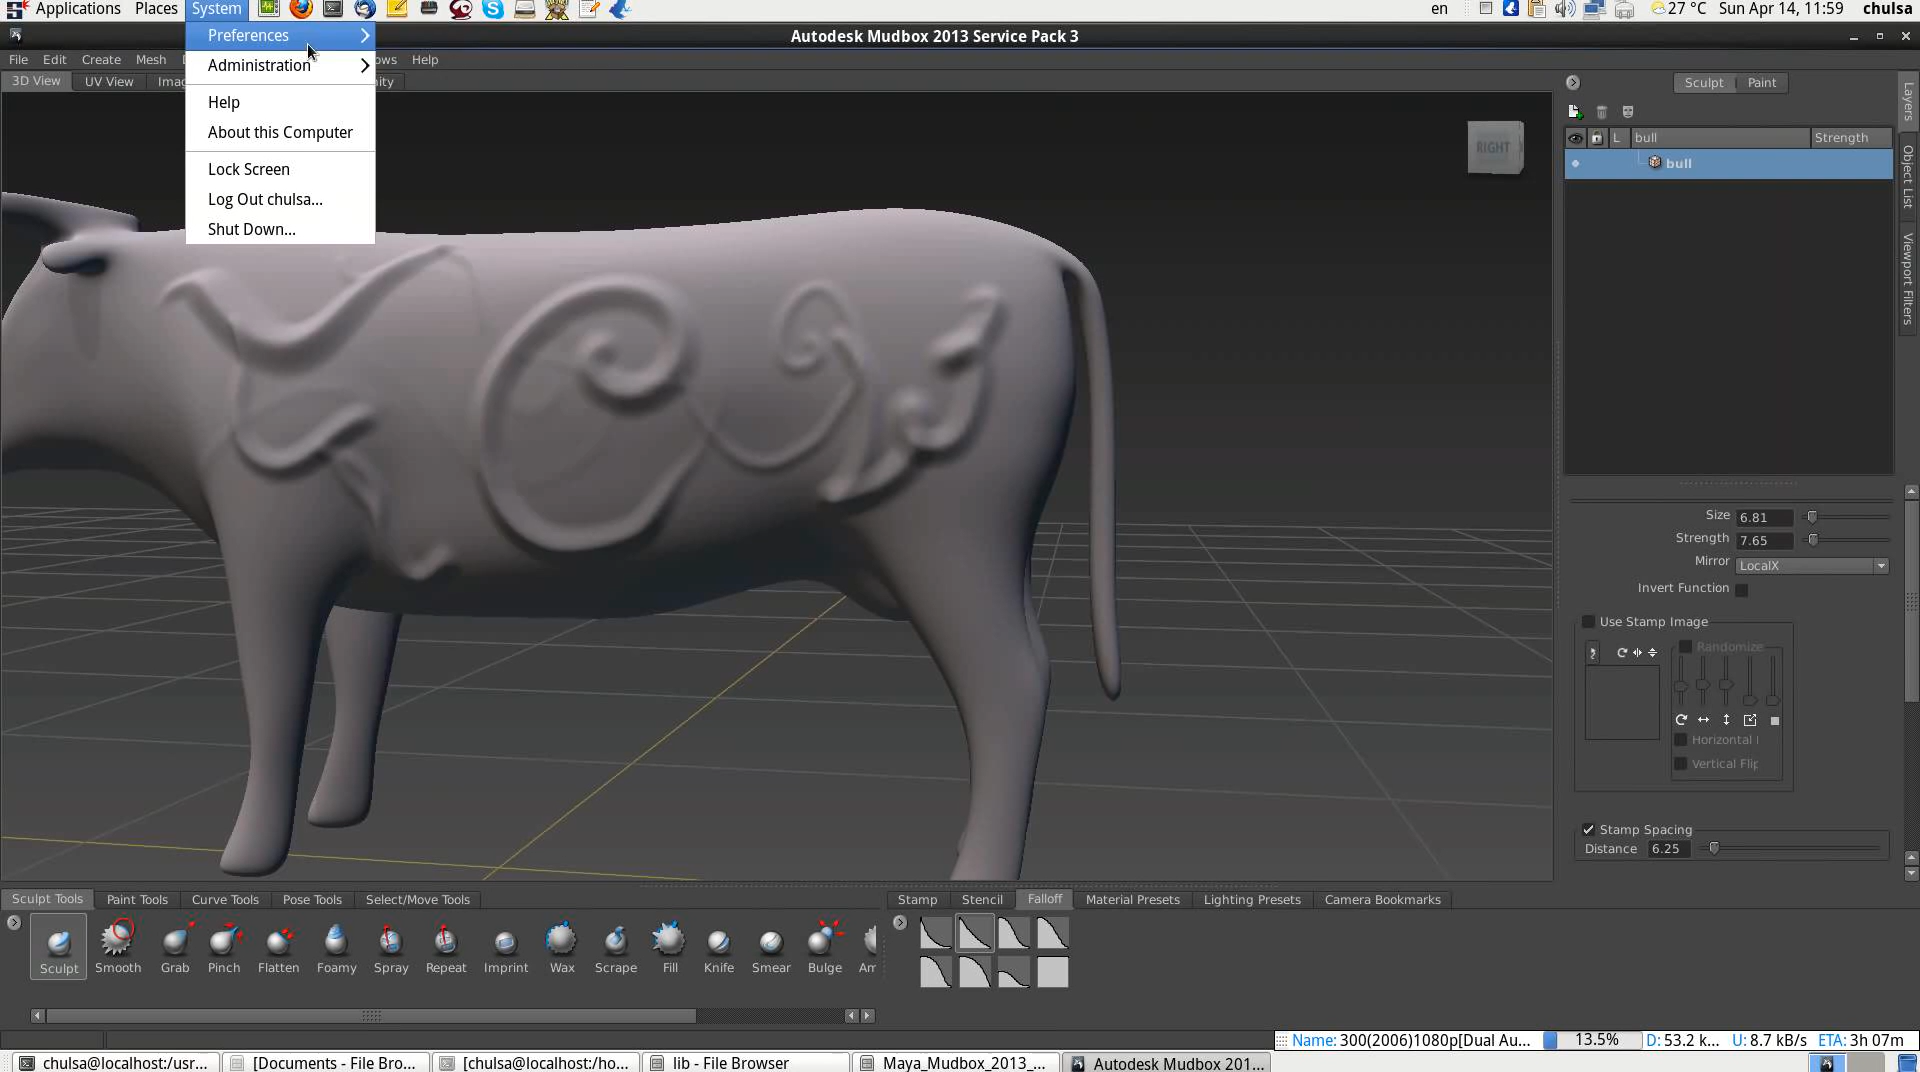 Applications Places System en 27 °C Sun Apr 14, 11:59 chulsa
Autodesk Mudbox 2013 Service Pack 3
Preferences
Administration
Help
About this Computer
Lock Screen
Log Out chulsa...
Shut Down...
File Edit Create Mesh Help
3D View UV View
RIGHT
Sculpt Paint
L bull Strength
bull
Layers
Object List
Viewport Filters
Size 6.81
Strength 7.65
Mirror LocalX
Invert Function
Use Stamp Image
Randomize
Horizontal
Vertical Flip
Stamp Spacing
Distance 6.25
Sculpt Tools Paint Tools Curve Tools Pose Tools Select/Move Tools
Sculpt Smooth Grab Pinch Flatten Foamy Spray Repeat Imprint Wax Scrape Fill Knife Smear Bulge Am
Stamp Stencil Falloff Material Presets Lighting Presets Camera Bookmarks
Name: 300(2006)1080p[Dual Au... 13.5% D: 53.2 k... U: 8.7 kB/s ETA: 3h 07m
chulsa@localhost:/usr... [Documents - File Bro... [chulsa@localhost:/ho... lib - File Browser Maya_Mudbox_2013_... Autodesk Mudbox 201...